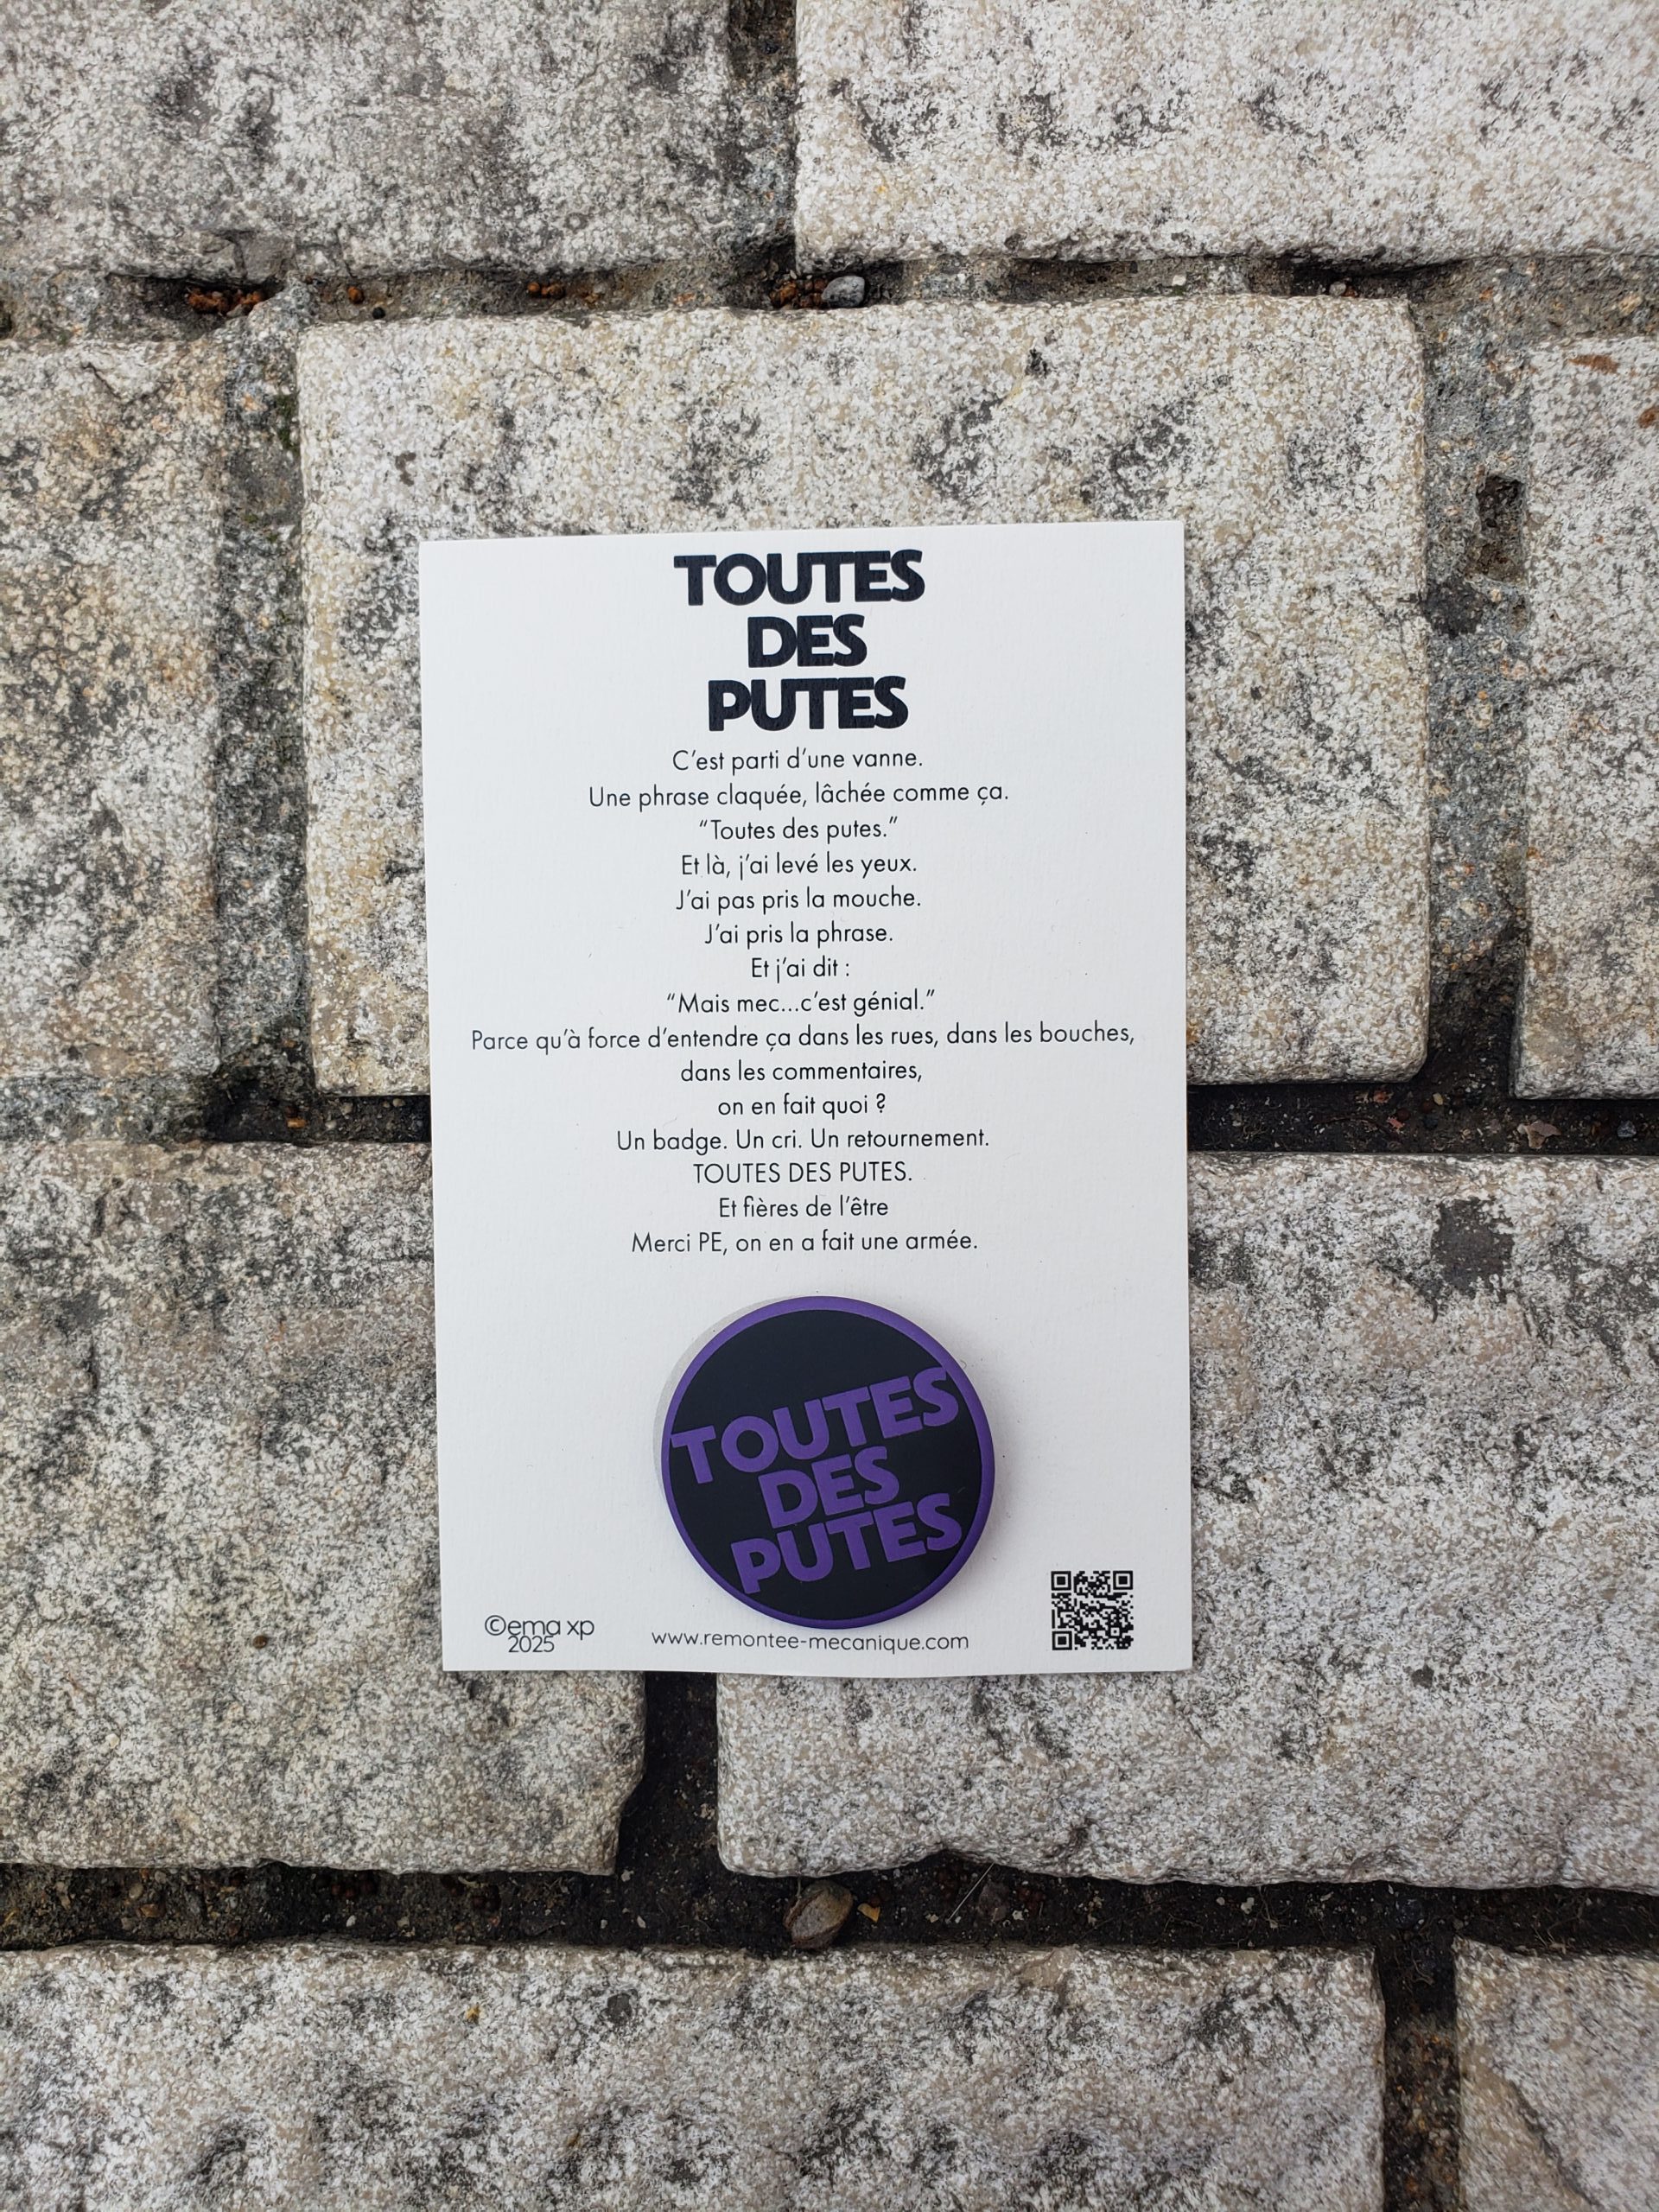 TOUTES
DES
PUTES
C'est parti d'une vanne.
Une phrase claquée, lâchée comme ça.
“Toutes des putes.”
Et là, j'ai levé les yeux.
J'ai pas pris la mouche.
J'ai pris la phrase.
Et j'ai dit :
“Mais mec...c'est génial.”
Parce qu'à force d'entendre ça dans les rues, dans les bouches,
dans les commentaires,
on en fait quoi ?
Un badge. Un cri. Un retournement.
TOUTES DES PUTES.
Et fières de l'être
Merci PE, on en a fait une armée.
TOUTES
DES
PUTES
©ema xp
2025
www.remontee-mecanique.com